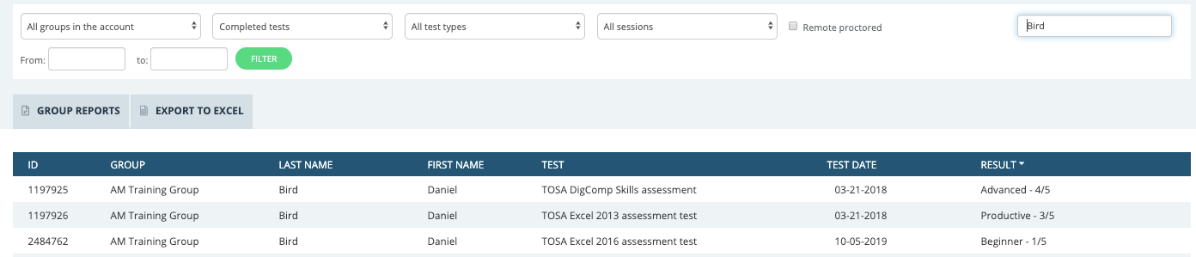 All groups in the account Completed tests All test types All sessions Remote proctored Bird
From: to: FILTER
GROUP REPORTS EXPORT TO EXCEL
ID GROUP LAST NAME FIRST NAME TEST TEST DATE RESULT
1197925 AM Training Group Bird Daniel TOSA DigComp Skills assessment 03-21-2018 Advanced - 4/5
1197926 AM Training Group Bird Daniel TOSA Excel 2013 assessment test 03-21-2018 Productive - 3/5
2484762 AM Training Group Bird Daniel TOSA Excel 2016 assessment test 10-05-2019 Beginner - 1/5